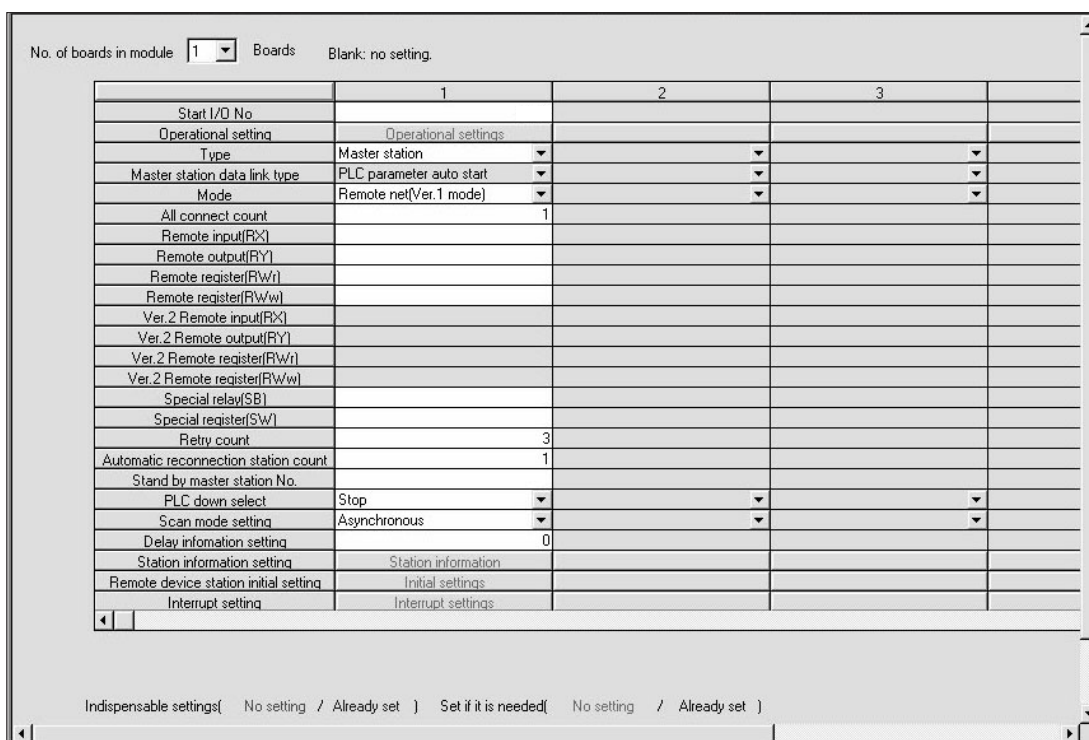 No. of boards in module 1 Boards Blank: no setting.
1 2 3
Start I/O No
Operational setting Operational settings
Type Master station
Master station data link type PLC parameter auto start
Mode Remote net(Ver.1 mode)
All connect count 1
Remote input(RX)
Remote output(RY)
Remote register(RWr)
Remote register(RWw)
Ver.2 Remote input(RX)
Ver.2 Remote output(RY)
Ver.2 Remote register(RWr)
Ver.2 Remote register(RWw)
Special relay(SB)
Special register(SW)
Retry count 3
Automatic reconnection station count 1
Stand by master station No.
PLC down select Stop
Scan mode setting Asynchronous
Delay infomation setting 0
Station information setting Station information
Remote device station initial setting Initial settings
Interrupt setting Interrupt settings
Indispensable settings( No setting / Already set ) Set if it is needed( No setting / Already set )